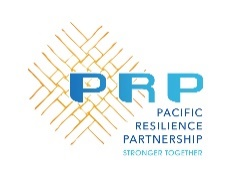 PRP
PACIFIC
RESILIENCE
PARTNERSHIP
STRONGER TOGETHER